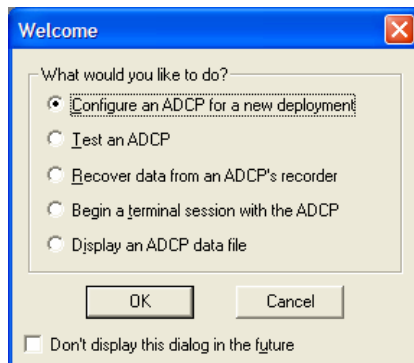 Welcome
What would you like to do?
Configure an ADCP for a new deployment
Test an ADCP
Recover data from an ADCP's recorder
Begin a terminal session with the ADCP
Display an ADCP data file
OK
Cancel
Don't display this dialog in the future